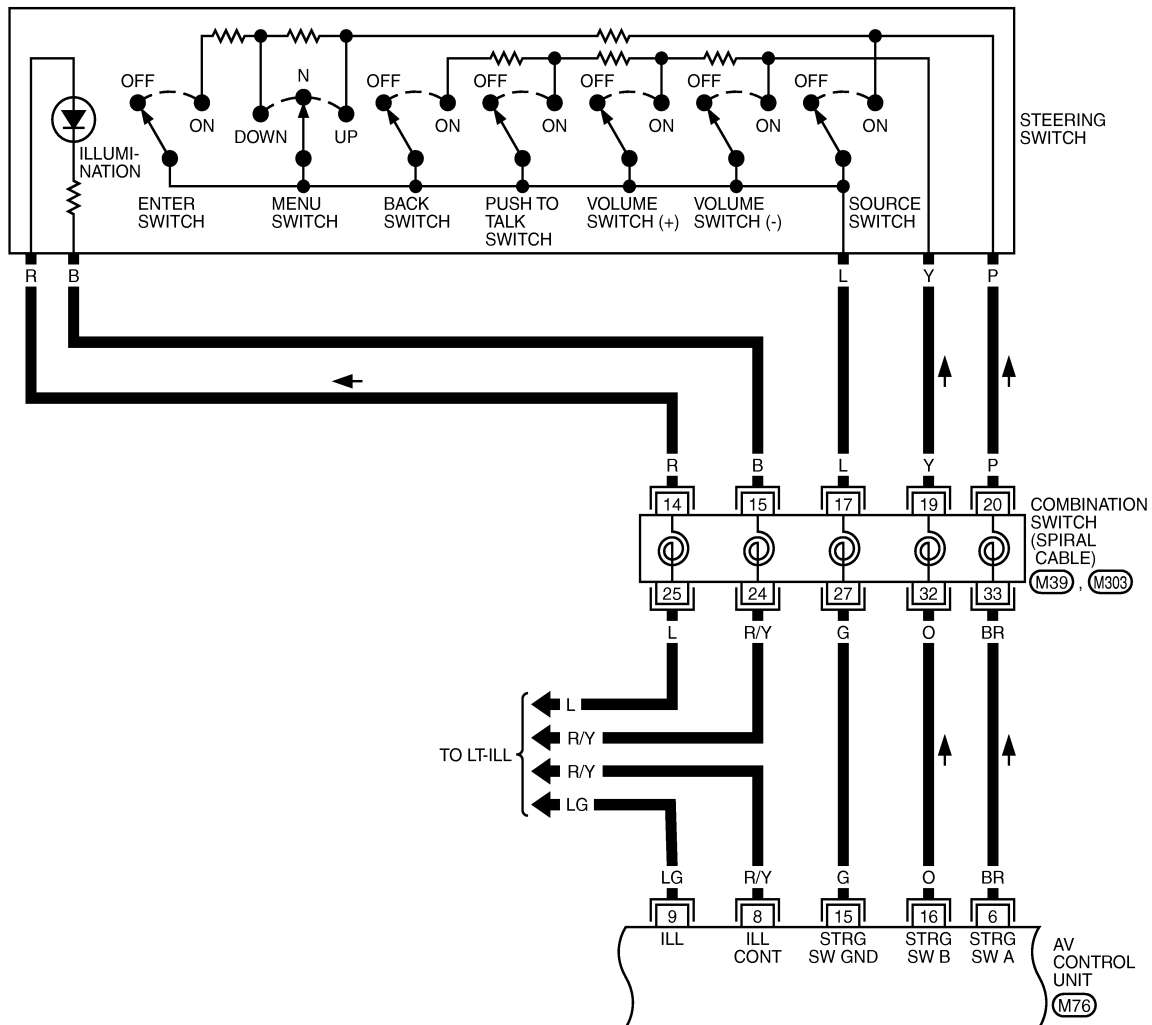 OFF
ON
ILLUMI-
NATION
ENTER
SWITCH
N
DOWN
UP
MENU
SWITCH
OFF
ON
BACK
SWITCH
OFF
ON
PUSH TO
TALK
SWITCH
OFF
ON
VOLUME
SWITCH (+)
OFF
ON
VOLUME
SWITCH (-)
OFF
ON
SOURCE
SWITCH
STEERING
SWITCH
R B L Y P
R B L Y P
14 15 17 19 20
COMBINATION
SWITCH
(SPIRAL
CABLE)
M39 , M303
25 24 27 32 33
L R/Y G O BR
TO LT-ILL
L
R/Y
R/Y
LG
LG R/Y G O BR
9 8 15 16 6
ILL
ILL
CONT
STRG
SW GND
STRG
SW B
STRG
SW A
AV
CONTROL
UNIT
M76